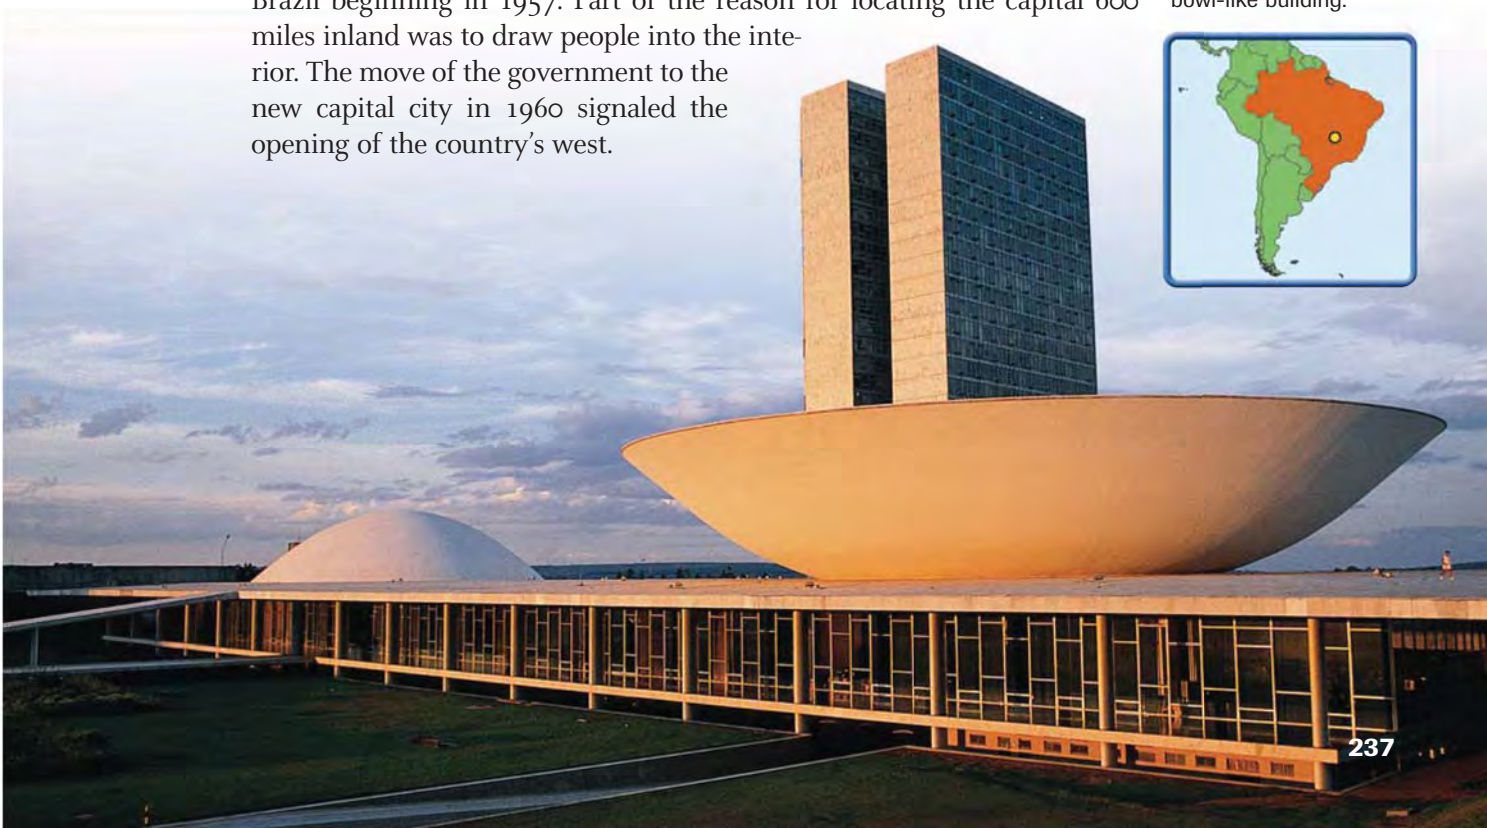 Brazil beginning in 1957. Part of the reason for locating the capital 600
miles inland was to draw people into the inte-
rior. The move of the government to the
new capital city in 1960 signaled the
opening of the country's west.
bowl-like building.
237